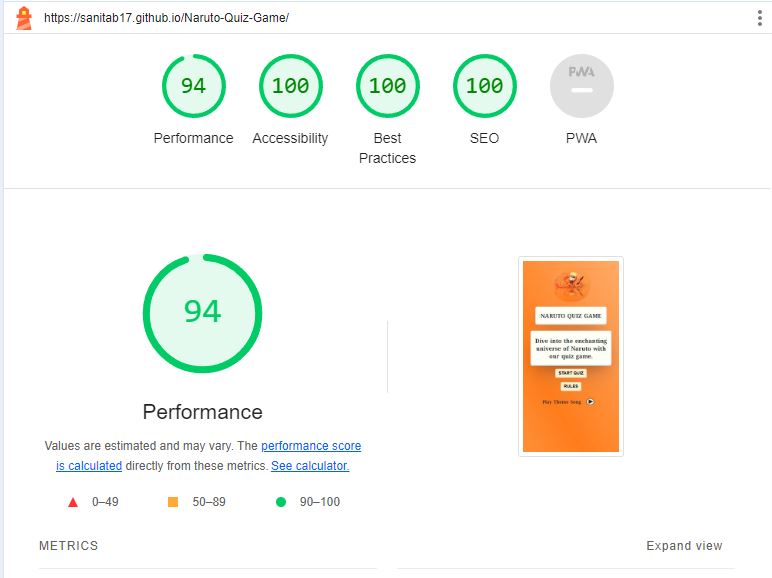 https://sanitab17.github.io/Naruto-Quiz-Game/
94
100
100
100
PWA
Performance
Accessibility
Best
Practices
SEO
PWA
94
NARUTO QUIZ GAME
Dive into the enchanting
universe of Naruto with
our quiz game.
START QUIZ
RULES
Play Theme Song
Performance
Values are estimated and may vary. The performance score
is calculated directly from these metrics. See calculator.
0–49
50–89
90–100
METRICS
Expand view